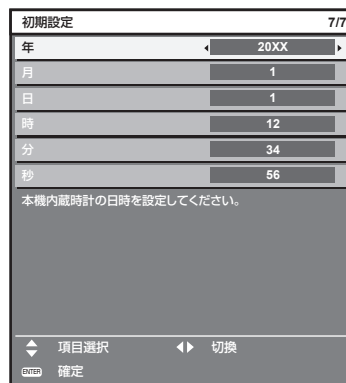 初期設定 7/7
年 20XX
月 1
日 1
時 12
分 34
秒 56
本機内蔵時計の日時を設定してください。
項目選択 切換
ENTER 確定